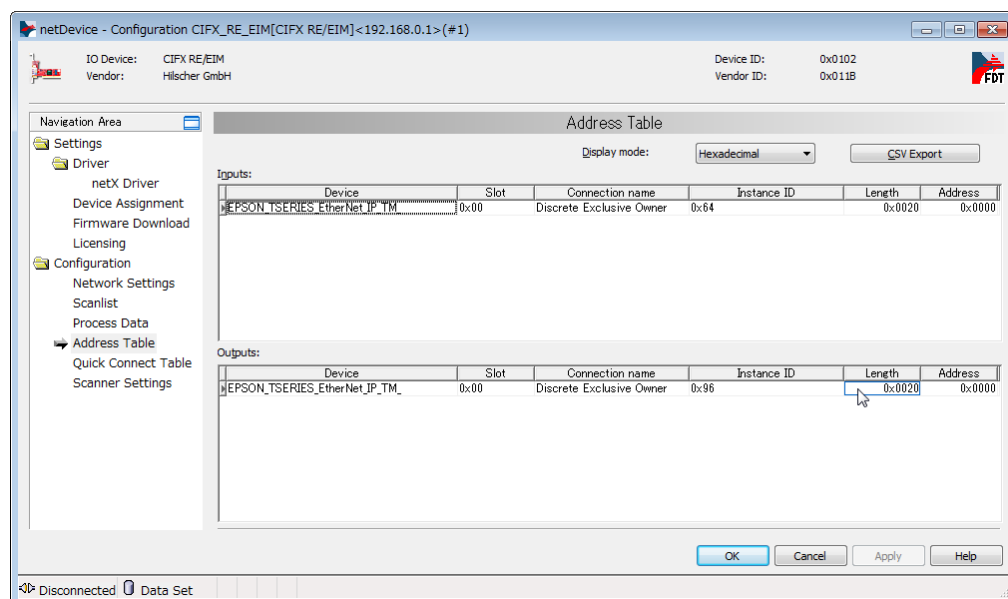 netDevice - Configuration CIFX_RE_EIM[CIFX RE/EIM]<192.168.0.1>(#1)
IO Device: CIFX RE/EIM Device ID: 0x0102
Vendor: Hilscher GmbH Vendor ID: 0x011B
FDT
Navigation Area
Settings
Driver
netX Driver
Device Assignment
Firmware Download
Licensing
Configuration
Network Settings
Scanlist
Process Data
Address Table
Quick Connect Table
Scanner Settings
Address Table
Display mode: Hexadecimal CSV Export
Inputs:
Device Slot Connection name Instance ID Length Address
EPSON_TSERIES_EtherNet_IP_TM_ 0x00 Discrete Exclusive Owner 0x64 0x0020 0x0000
Outputs:
Device Slot Connection name Instance ID Length Address
EPSON_TSERIES_EtherNet_IP_TM_ 0x00 Discrete Exclusive Owner 0x96 0x0020 0x0000
OK Cancel Apply Help
Disconnected Data Set